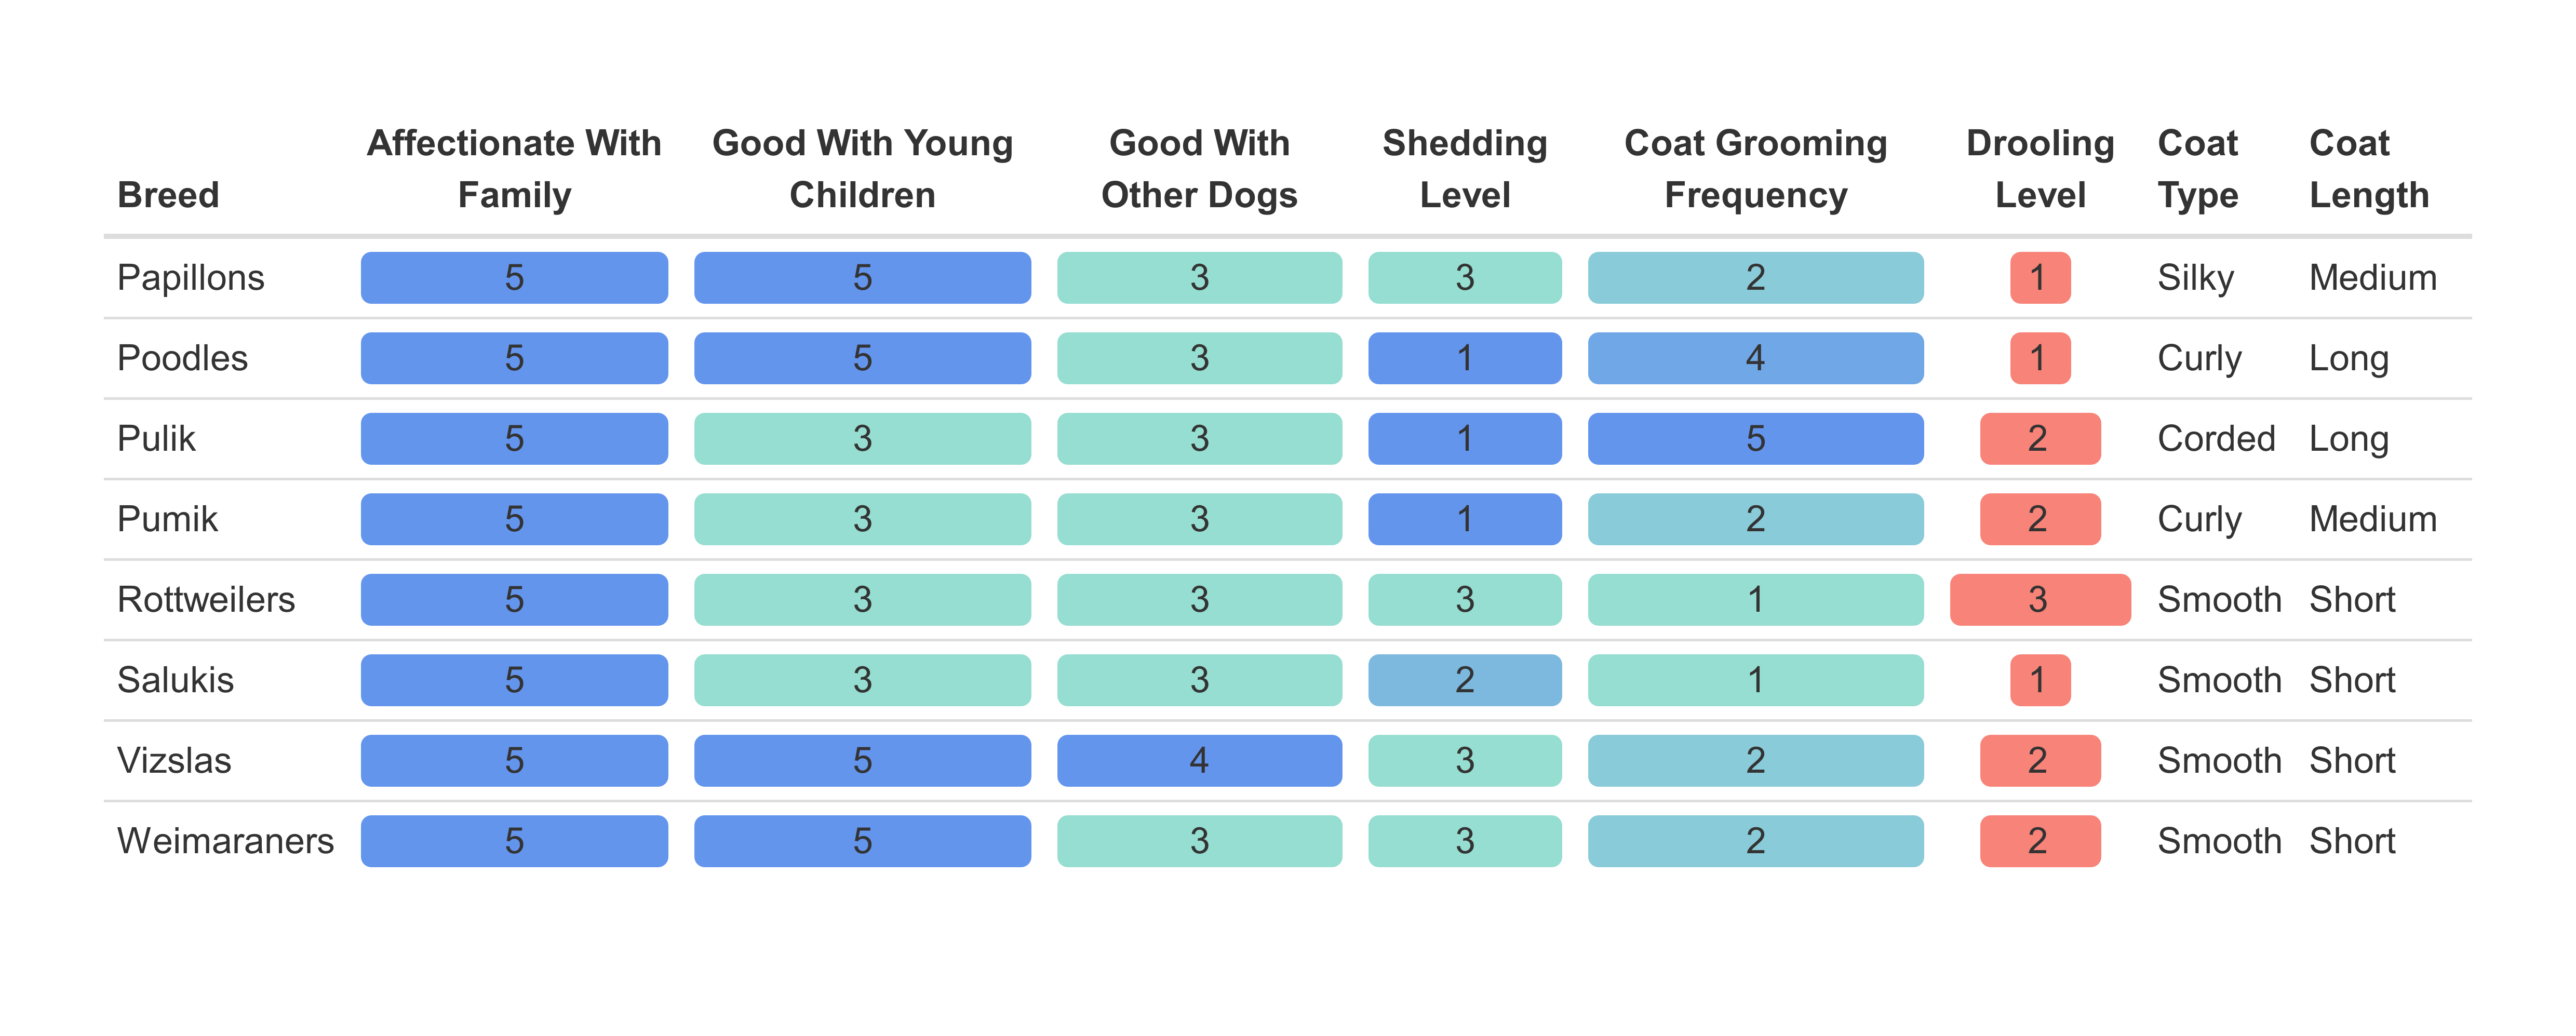 Breed Affectionate With Family Good With Young Children Good With Other Dogs Shedding Level Coat Grooming Frequency Drooling Level Coat Type Coat Length
Papillons 5 5 3 3 2 1 Silky Medium
Poodles 5 5 3 1 4 1 Curly Long
Pulik 5 3 3 1 5 2 Corded Long
Pumik 5 3 3 1 2 2 Curly Medium
Rottweilers 5 3 3 3 1 3 Smooth Short
Salukis 5 3 3 2 1 1 Smooth Short
Vizslas 5 5 4 3 2 2 Smooth Short
Weimaraners 5 5 3 3 2 2 Smooth Short